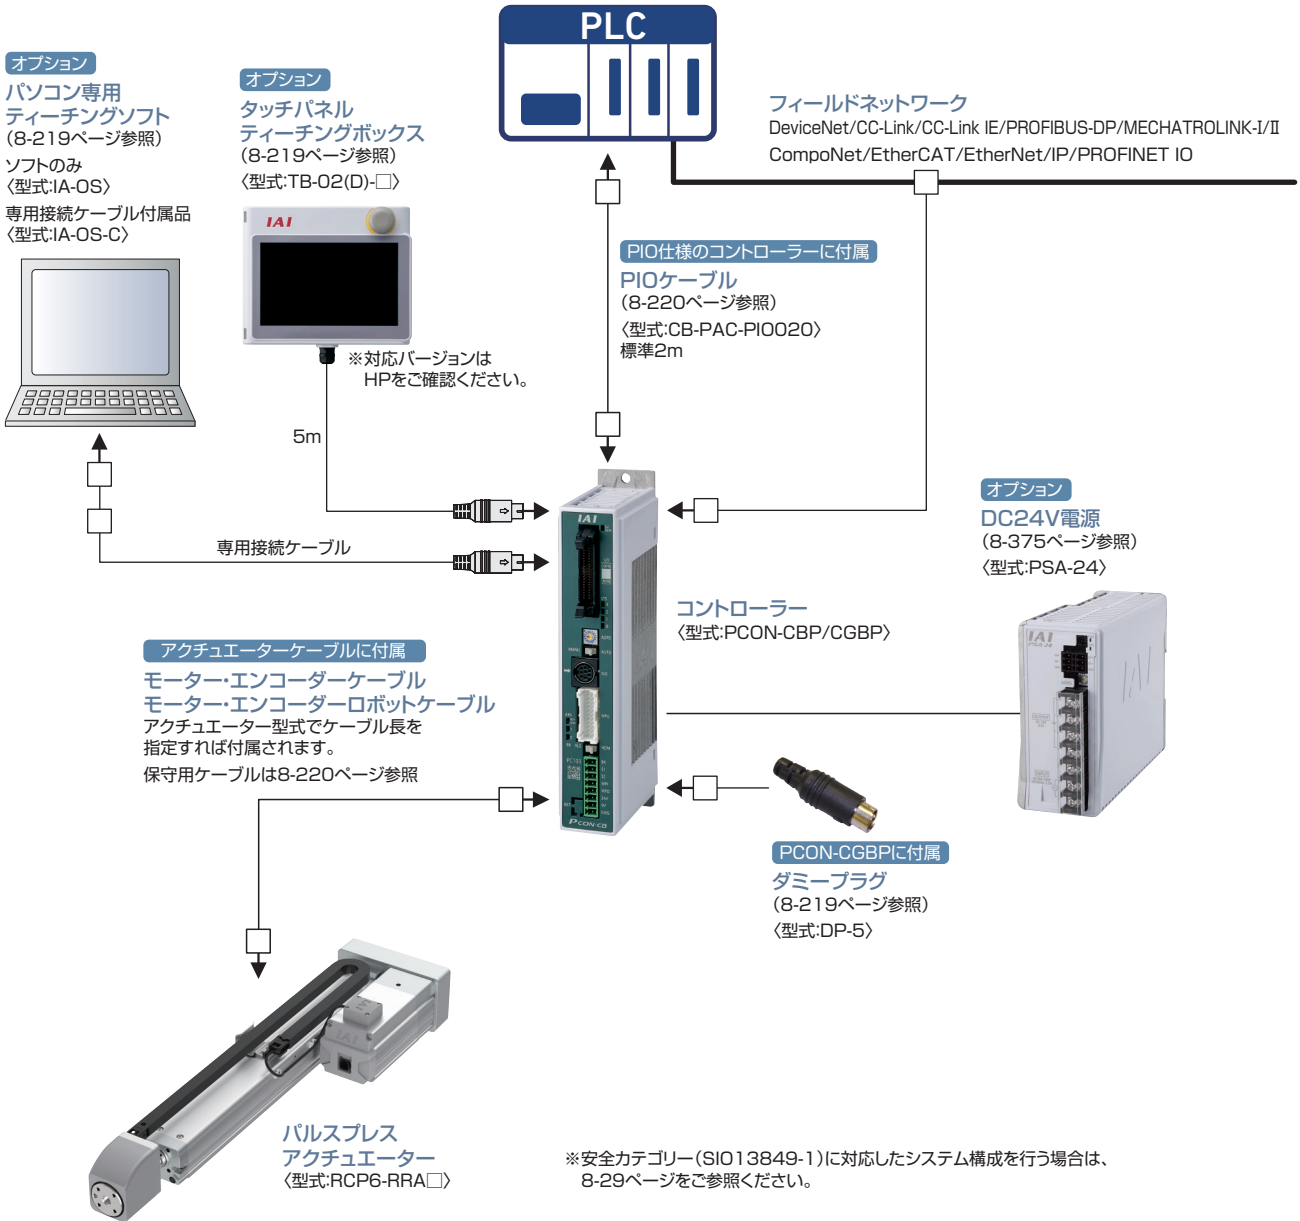 PLC
オプション
パソコン専用
ティーチングソフト
(8-219ページ参照)
ソフトのみ
〈型式:IA-OS〉
専用接続ケーブル付属品
〈型式:IA-OS-C〉
オプション
タッチパネル
ティーチングボックス
(8-219ページ参照)
〈型式:TB-02(D)-□〉
IAI
※対応バージョンは
HPをご確認ください。
5m
専用接続ケーブル
フィールドネットワーク
DeviceNet/CC-Link/CC-Link IE/PROFIBUS-DP/MECHATROLINK-I/II
CompoNet/EtherCAT/EtherNet/IP/PROFINET IO
PIO仕様のコントローラーに付属
PIOケーブル
(8-220ページ参照)
〈型式:CB-PAC-PIO020〉
標準2m
オプション
DC24V電源
(8-375ページ参照)
〈型式:PSA-24〉
IAI
PSA-24
IAI
IAI
コントローラー
〈型式:PCON-CBP/CGBP〉
PCON-CB
アクチュエーターケーブルに付属
モーター・エンコーダーケーブル
モーター・エンコーダーロボットケーブル
アクチュエーター型式でケーブル長を
指定すれば付属されます。
保守用ケーブルは8-220ページ参照
PCON-CGBPに付属
ダミープラグ
(8-219ページ参照)
〈型式:DP-5〉
IAI
パルスプレス
アクチュエーター
〈型式:RCP6-RRA□〉
※安全カテゴリー(SIO13849-1)に対応したシステム構成を行う場合は、
8-29ページをご参照ください。